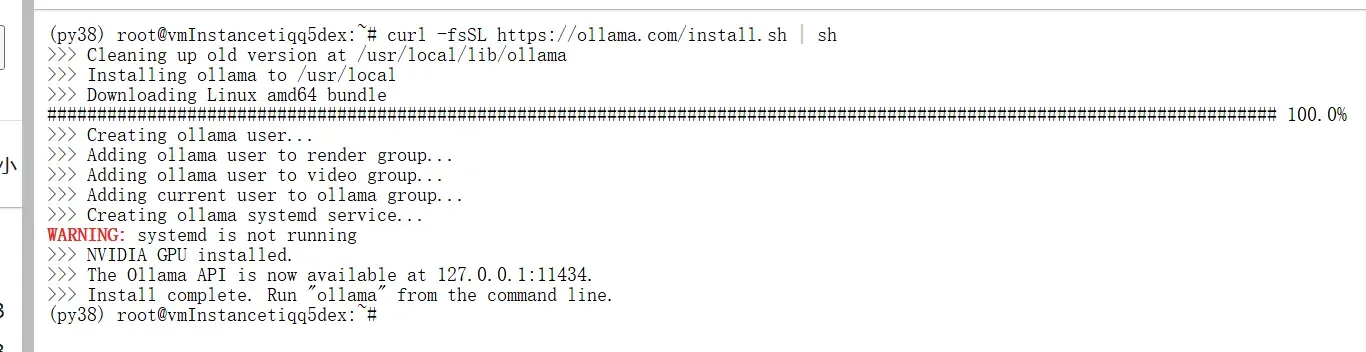 (py38) root@vmInstancetiqq5dex:~# curl -fsSL https://ollama.com/install.sh | sh
>>> Cleaning up old version at /usr/local/lib/ollama
>>> Installing ollama to /usr/local
>>> Downloading Linux amd64 bundle
######################################################################## 100.0%
>>> Creating ollama user...
>>> Adding ollama user to render group...
>>> Adding ollama user to video group...
小
>>> Adding current user to ollama group...
>>> Creating ollama systemd service...
WARNING: systemd is not running
>>> NVIDIA GPU installed.
>>> The Ollama API is now available at 127.0.0.1:11434.
>>> Install complete. Run "ollama" from the command line.
(py38) root@vmInstancetiqq5dex:~#